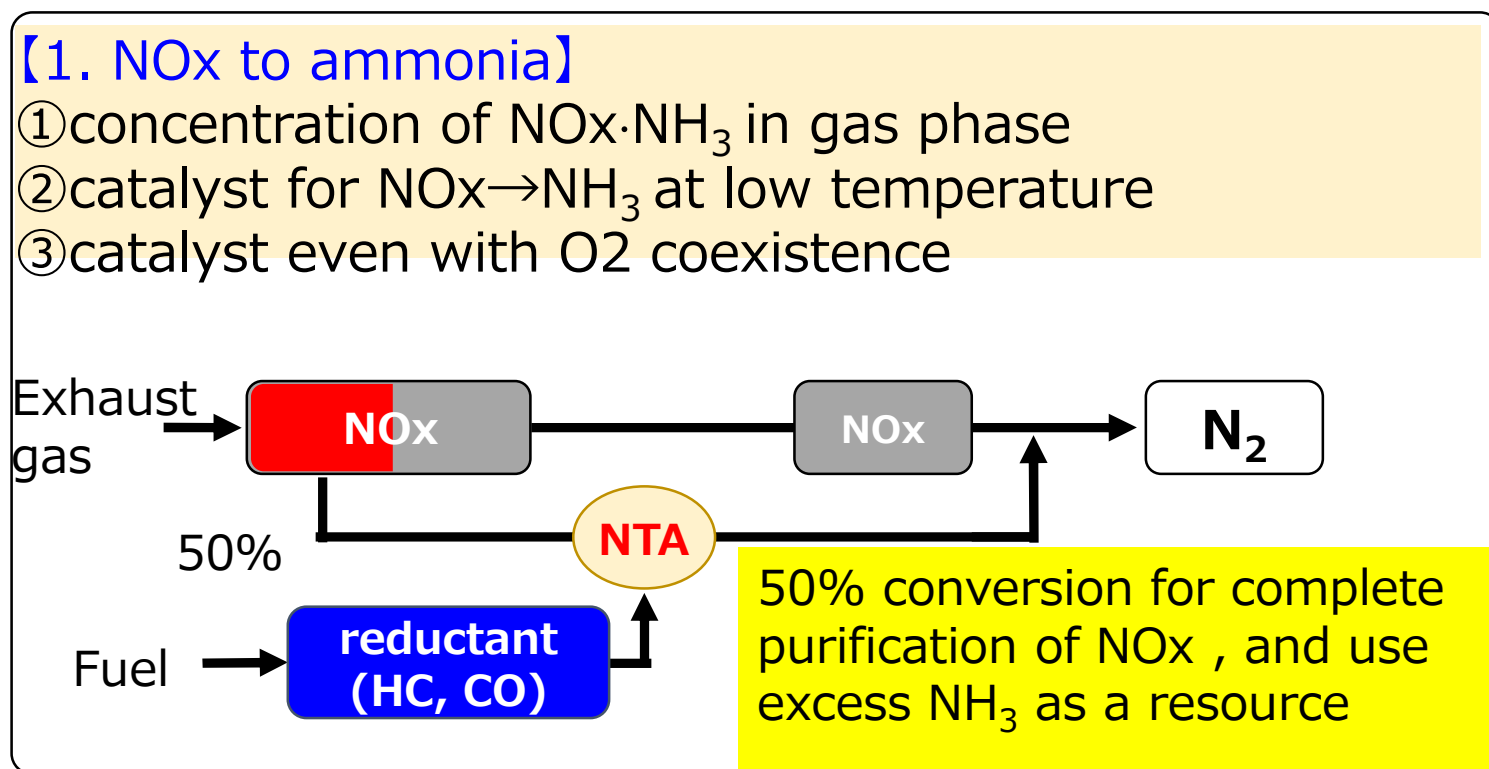 【1. NOx to ammonia】
①concentration of NOx·NH₃ in gas phase
②catalyst for NOx→NH₃ at low temperature
③catalyst even with O2 coexistence
Exhaust
gas
NOx
NOx
N₂
50%
NTA
Fuel
reductant
(HC, CO)
50% conversion for complete
purification of NOx , and use
excess NH₃ as a resource